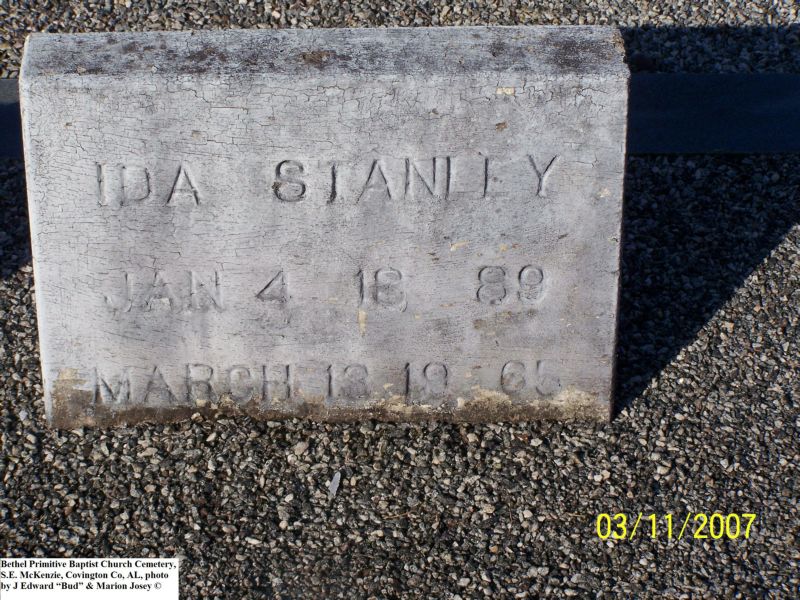 IDA STANLEY
JAN 4 18 89
MARCH 13 19 65
03/11/2007
Bethel Primitive Baptist Church Cemetery,
S.E. McKenzie, Covington Co, AL, photo
by J Edward “Bud” & Marion Josey ©